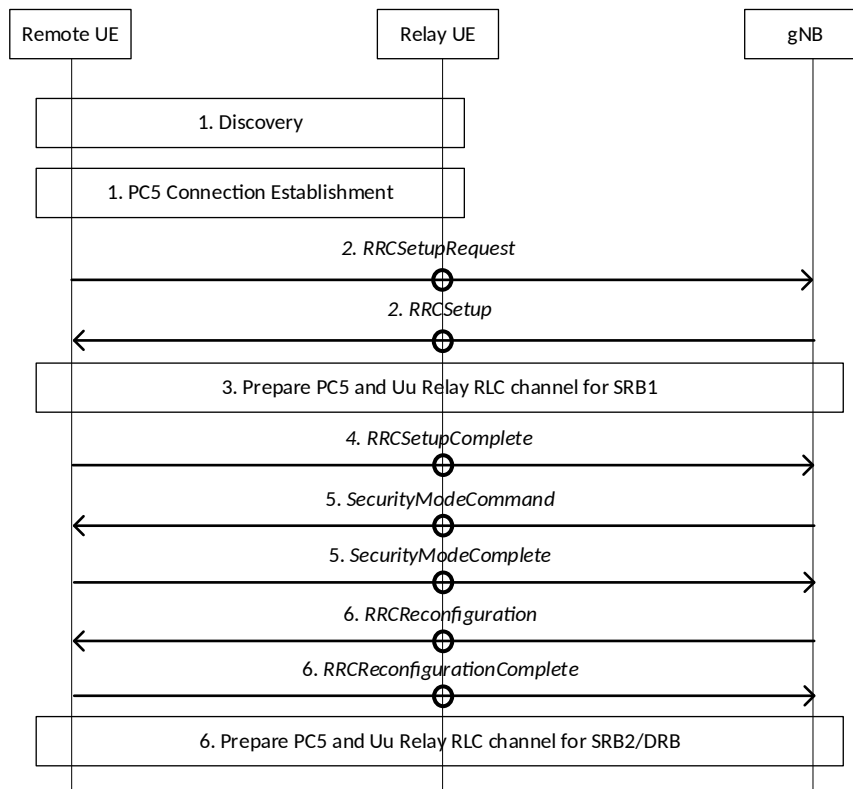 Remote UE
Relay UE
gNB
1. Discovery
1. PC5 Connection Establishment
2. RRCSetupRequest
2. RRCSetup
3. Prepare PC5 and Uu Relay RLC channel for SRB1
4. RRCSetupComplete
5. SecurityModeCommand
5. SecurityModeComplete
6. RRCReconfiguration
6. RRCReconfigurationComplete
6. Prepare PC5 and Uu Relay RLC channel for SRB2/DRB